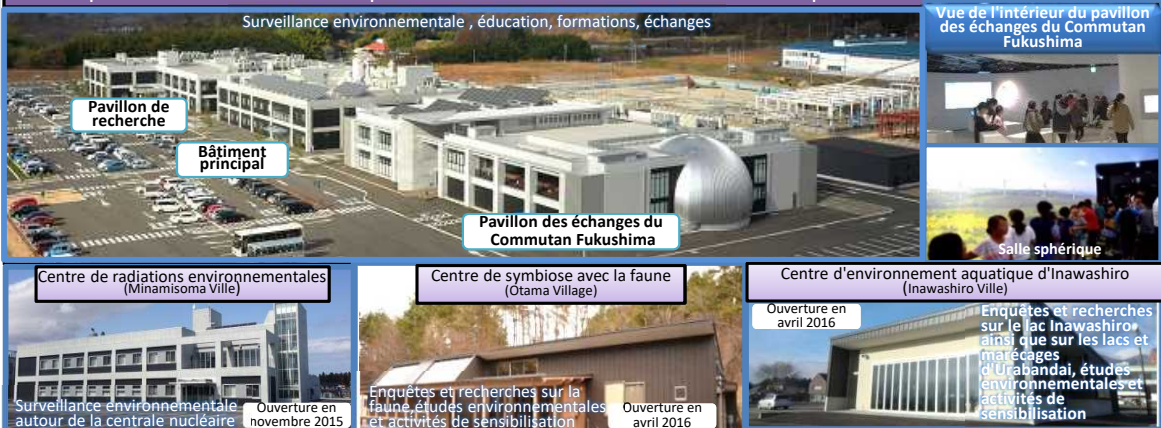 Surveillance environnementale , éducation, formations, échanges
Pavillon de
recherche
Bâtiment
principal
Pavillon des échanges du
Commutan Fukushima
Vue de l'intérieur du pavillon
des échanges du Commutan
Fukushima
Salle sphérique
Centre de radiations environnementales
(Minamisoma Ville)
Surveillance environnementale
autour de la centrale nucléaire
Ouverture en
novembre 2015
Centre de symbiose avec la faune
(Otama Village)
Enquêtes et recherches sur la
faune,études environnementales
et activités de sensibilisation
Ouverture en
avril 2016
Centre d'environnement aquatique d'Inawashiro
(Inawashiro Ville)
Ouverture en
avril 2016
Enquêtes et recherches
sur le lac Inawashiro
ainsi que sur les lacs et
marécages
d'Urabandai, études
environnementales et
activités de
sensibilisation